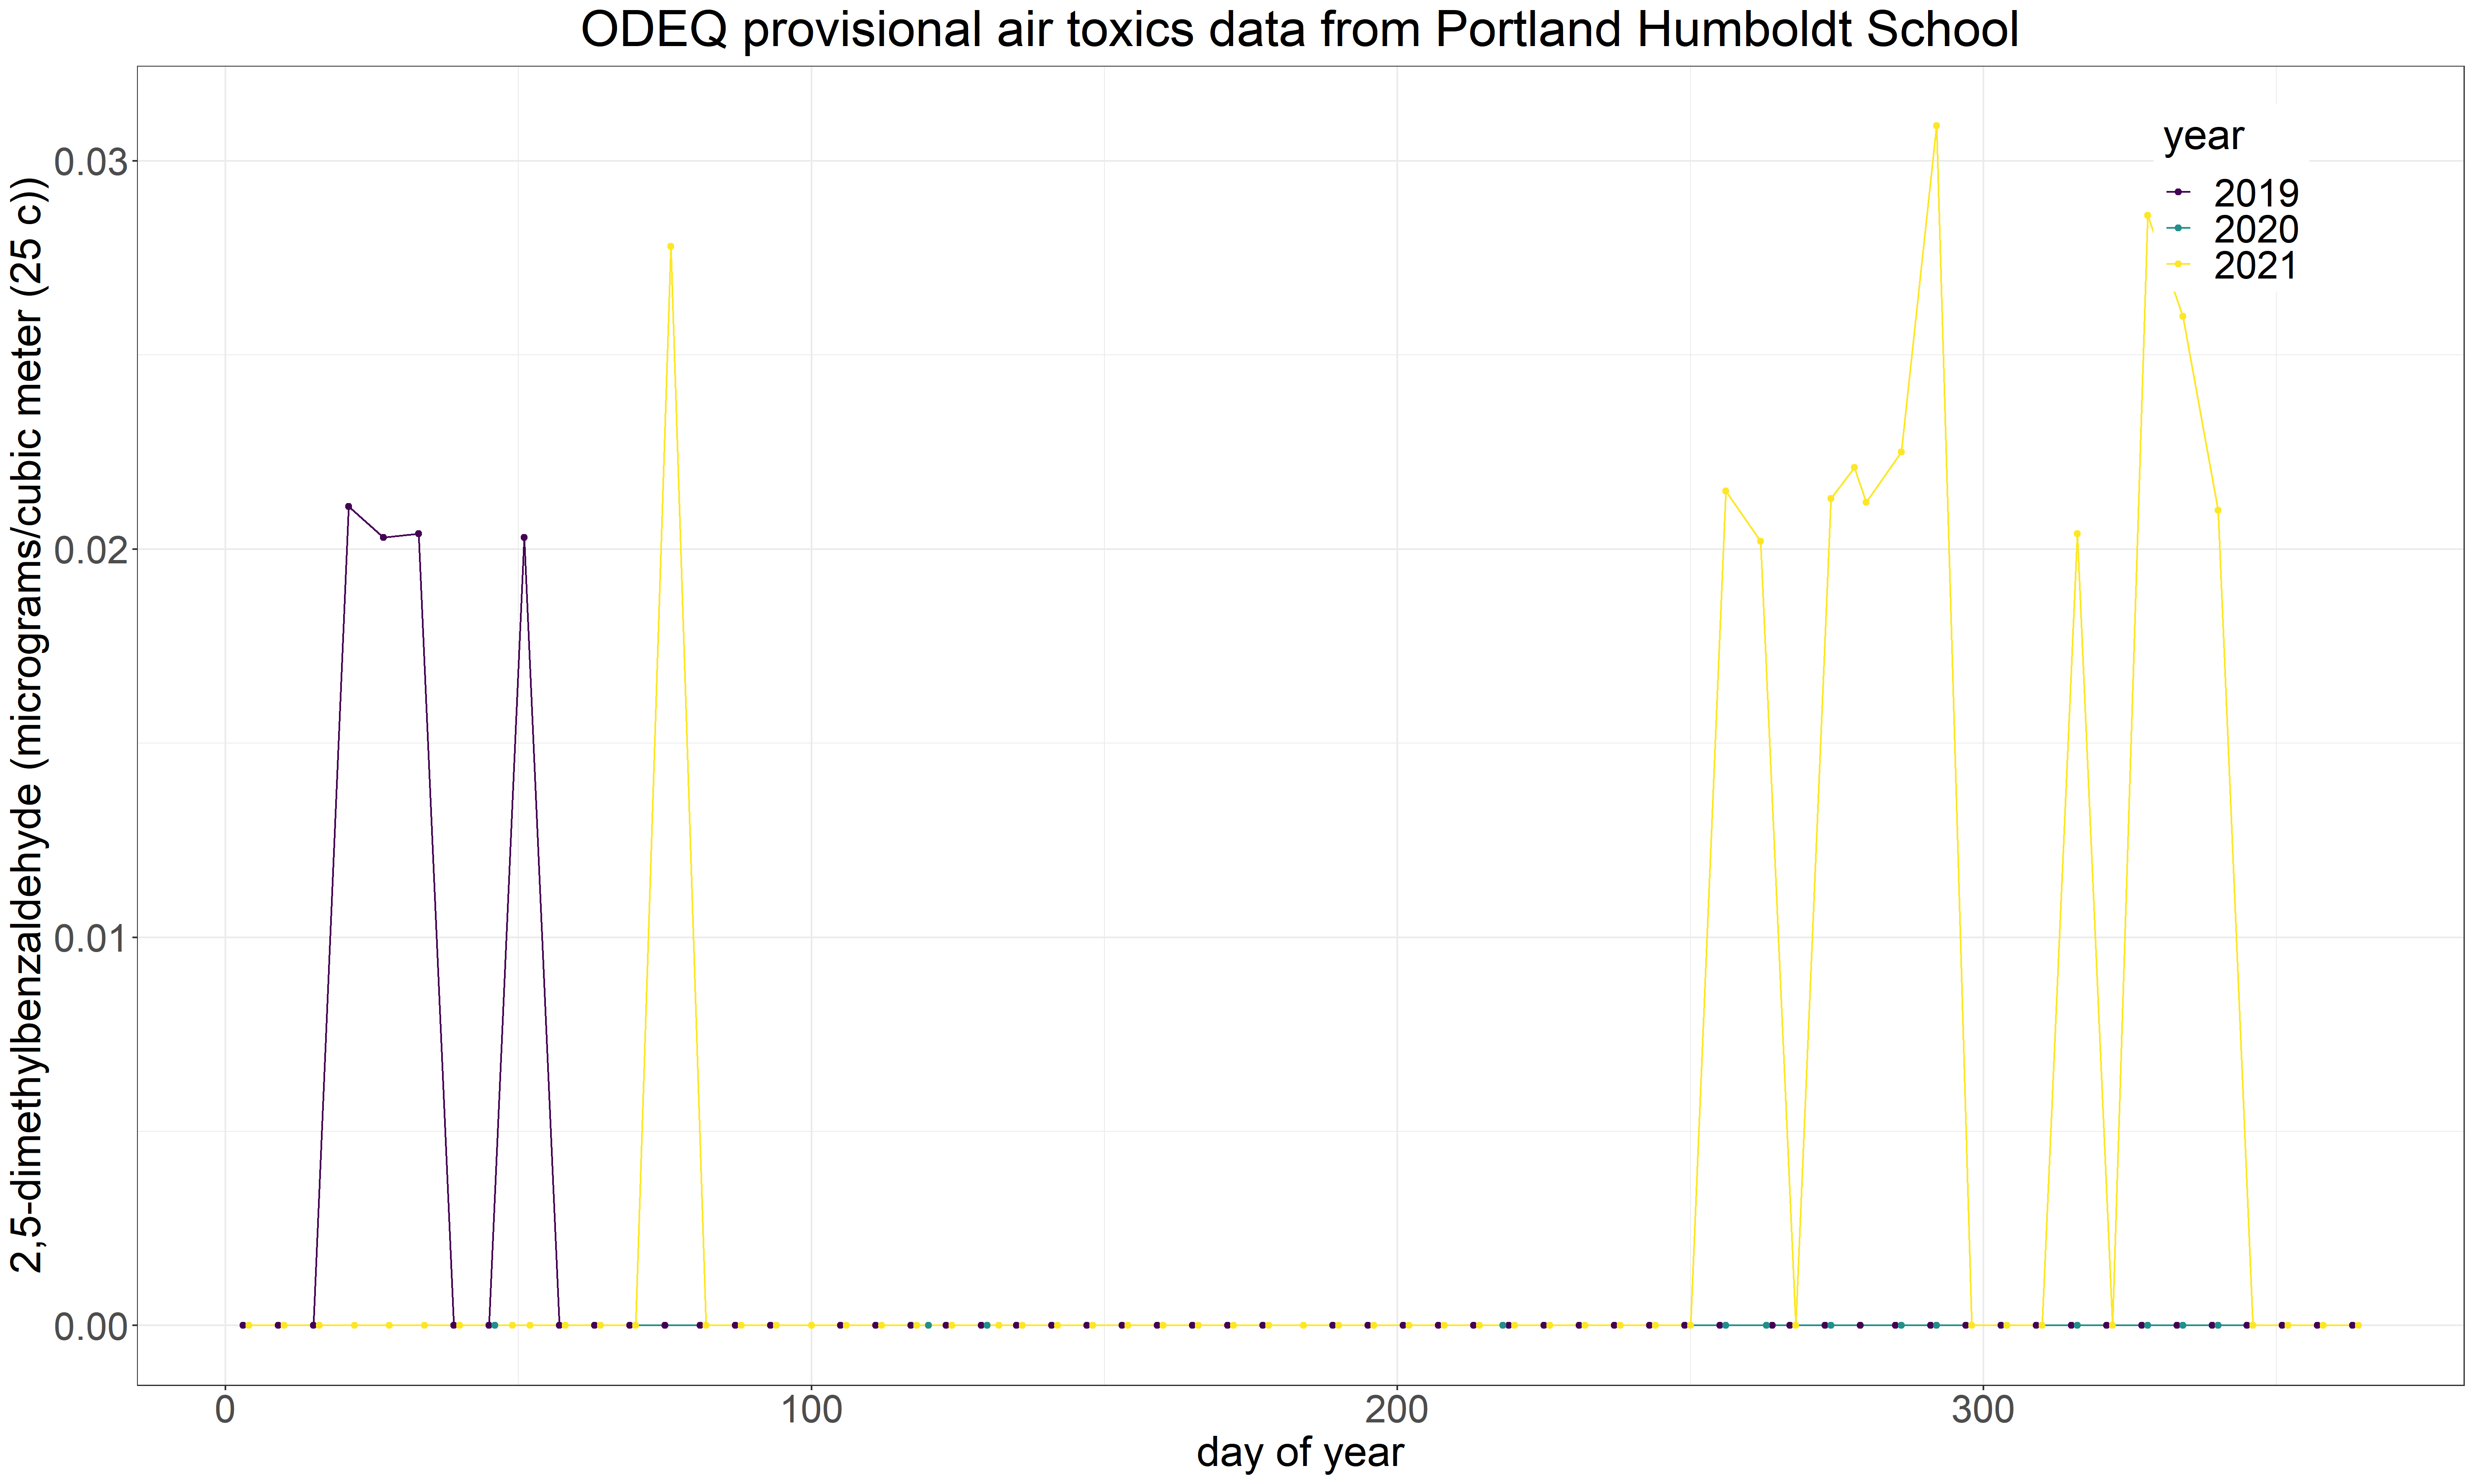 ODEQ provisional air toxics data from Portland Humboldt School
2,5-dimethylbenzaldehyde (micrograms/cubic meter (25 c))
0.03
0.02
0.01
0.00
year
2019
2020
2021
0 100 200 300
day of year